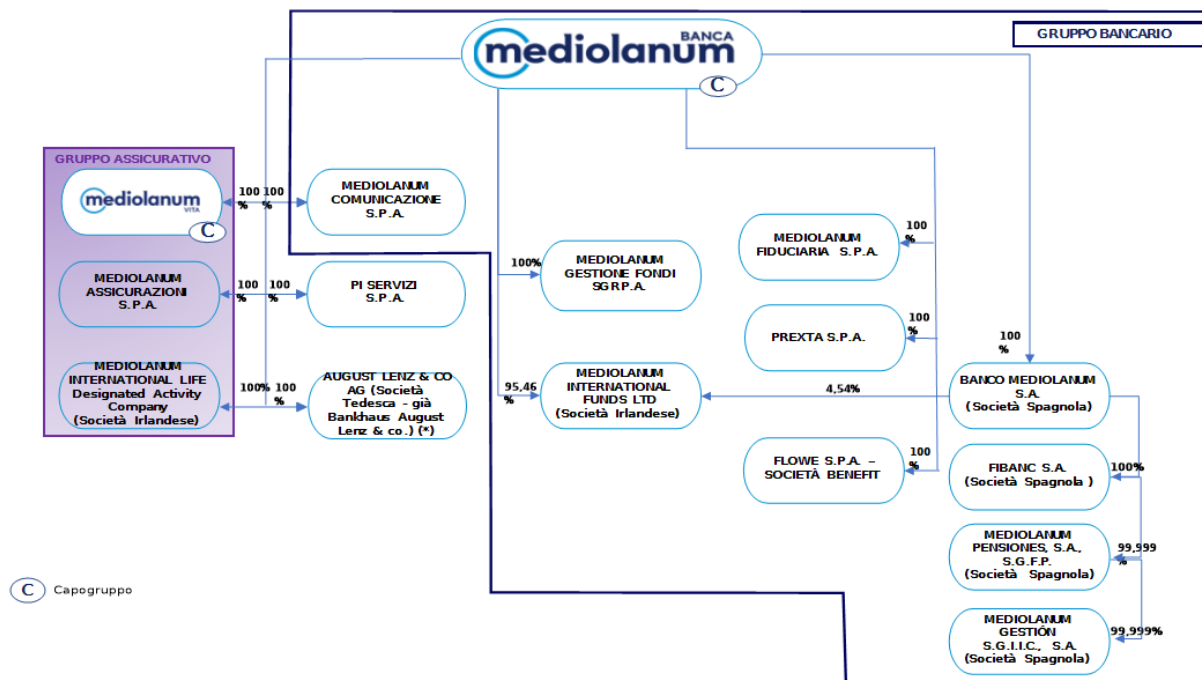 BANCA
mediolanum
C
GRUPPO BANCARIO
GRUPPO ASSICURATIVO
mediolanum
VITA
C
100
%
100
%
MEDIOLANUM
COMUNICAZIONE
S.P.A.
MEDIOLANUM
ASSICURAZIONI
S.P.A.
100
%
100
%
PI SERVIZI
S.P.A.
MEDIOLANUM
INTERNATIONAL LIFE
Designated Activity
Company
(Società Irlandese)
100%
100
%
AUGUST LENZ & CO
AG (Società
Tedesca – già
Bankhaus August
Lenz & co.) (*)
100%
MEDIOLANUM
GESTIONE FONDI
SGR P.A.
95,46
%
MEDIOLANUM
INTERNATIONAL
FUNDS LTD
(Società Irlandese)
4,54%
MEDIOLANUM
FIDUCIARIA S.P.A.
100
%
PREXTA S.P.A.
100
%
FLOWE S.P.A. –
SOCIETÀ BENEFIT
100
%
100
%
BANCO MEDIOLANUM
S.A.
(Società Spagnola)
FIBANC S.A.
(Società Spagnola )
100%
MEDIOLANUM
PENSIONES, S.A.,
S.G.F.P.
(Società Spagnola)
99,999
%
MEDIOLANUM
GESTIÓN
S.G.I.I.C., S.A.
(Società Spagnola)
99,999%
C Capogruppo